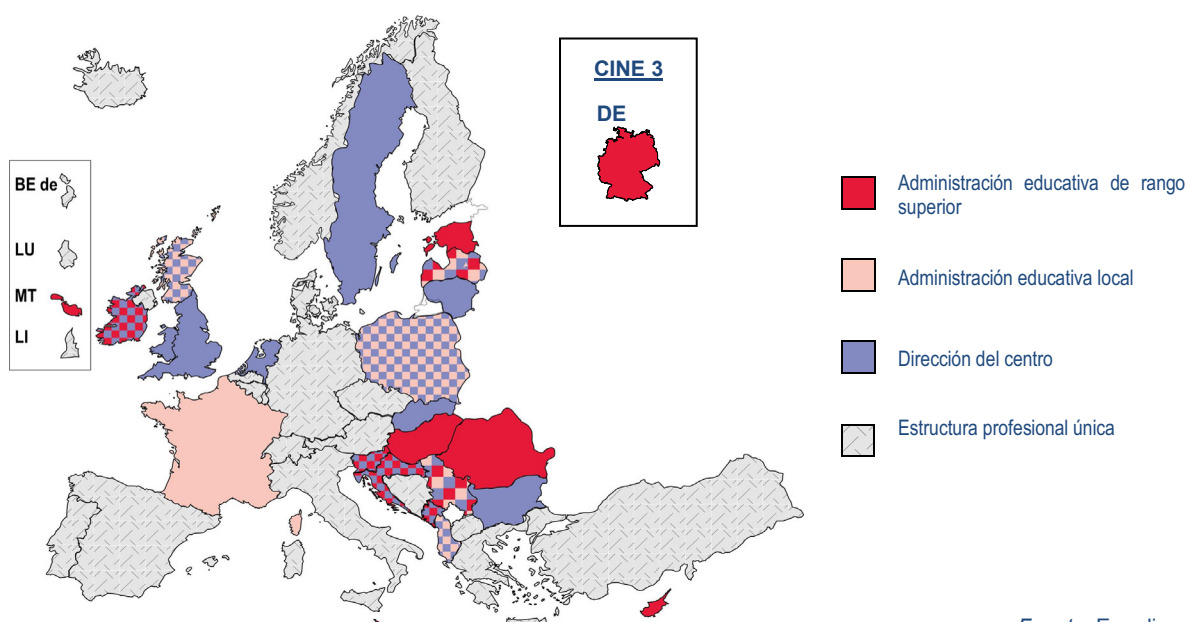 CINE 3
DE
BE de
LU
MT
LI
Administración educativa de rango
superior
Administración educativa local
Dirección del centro
Estructura profesional única